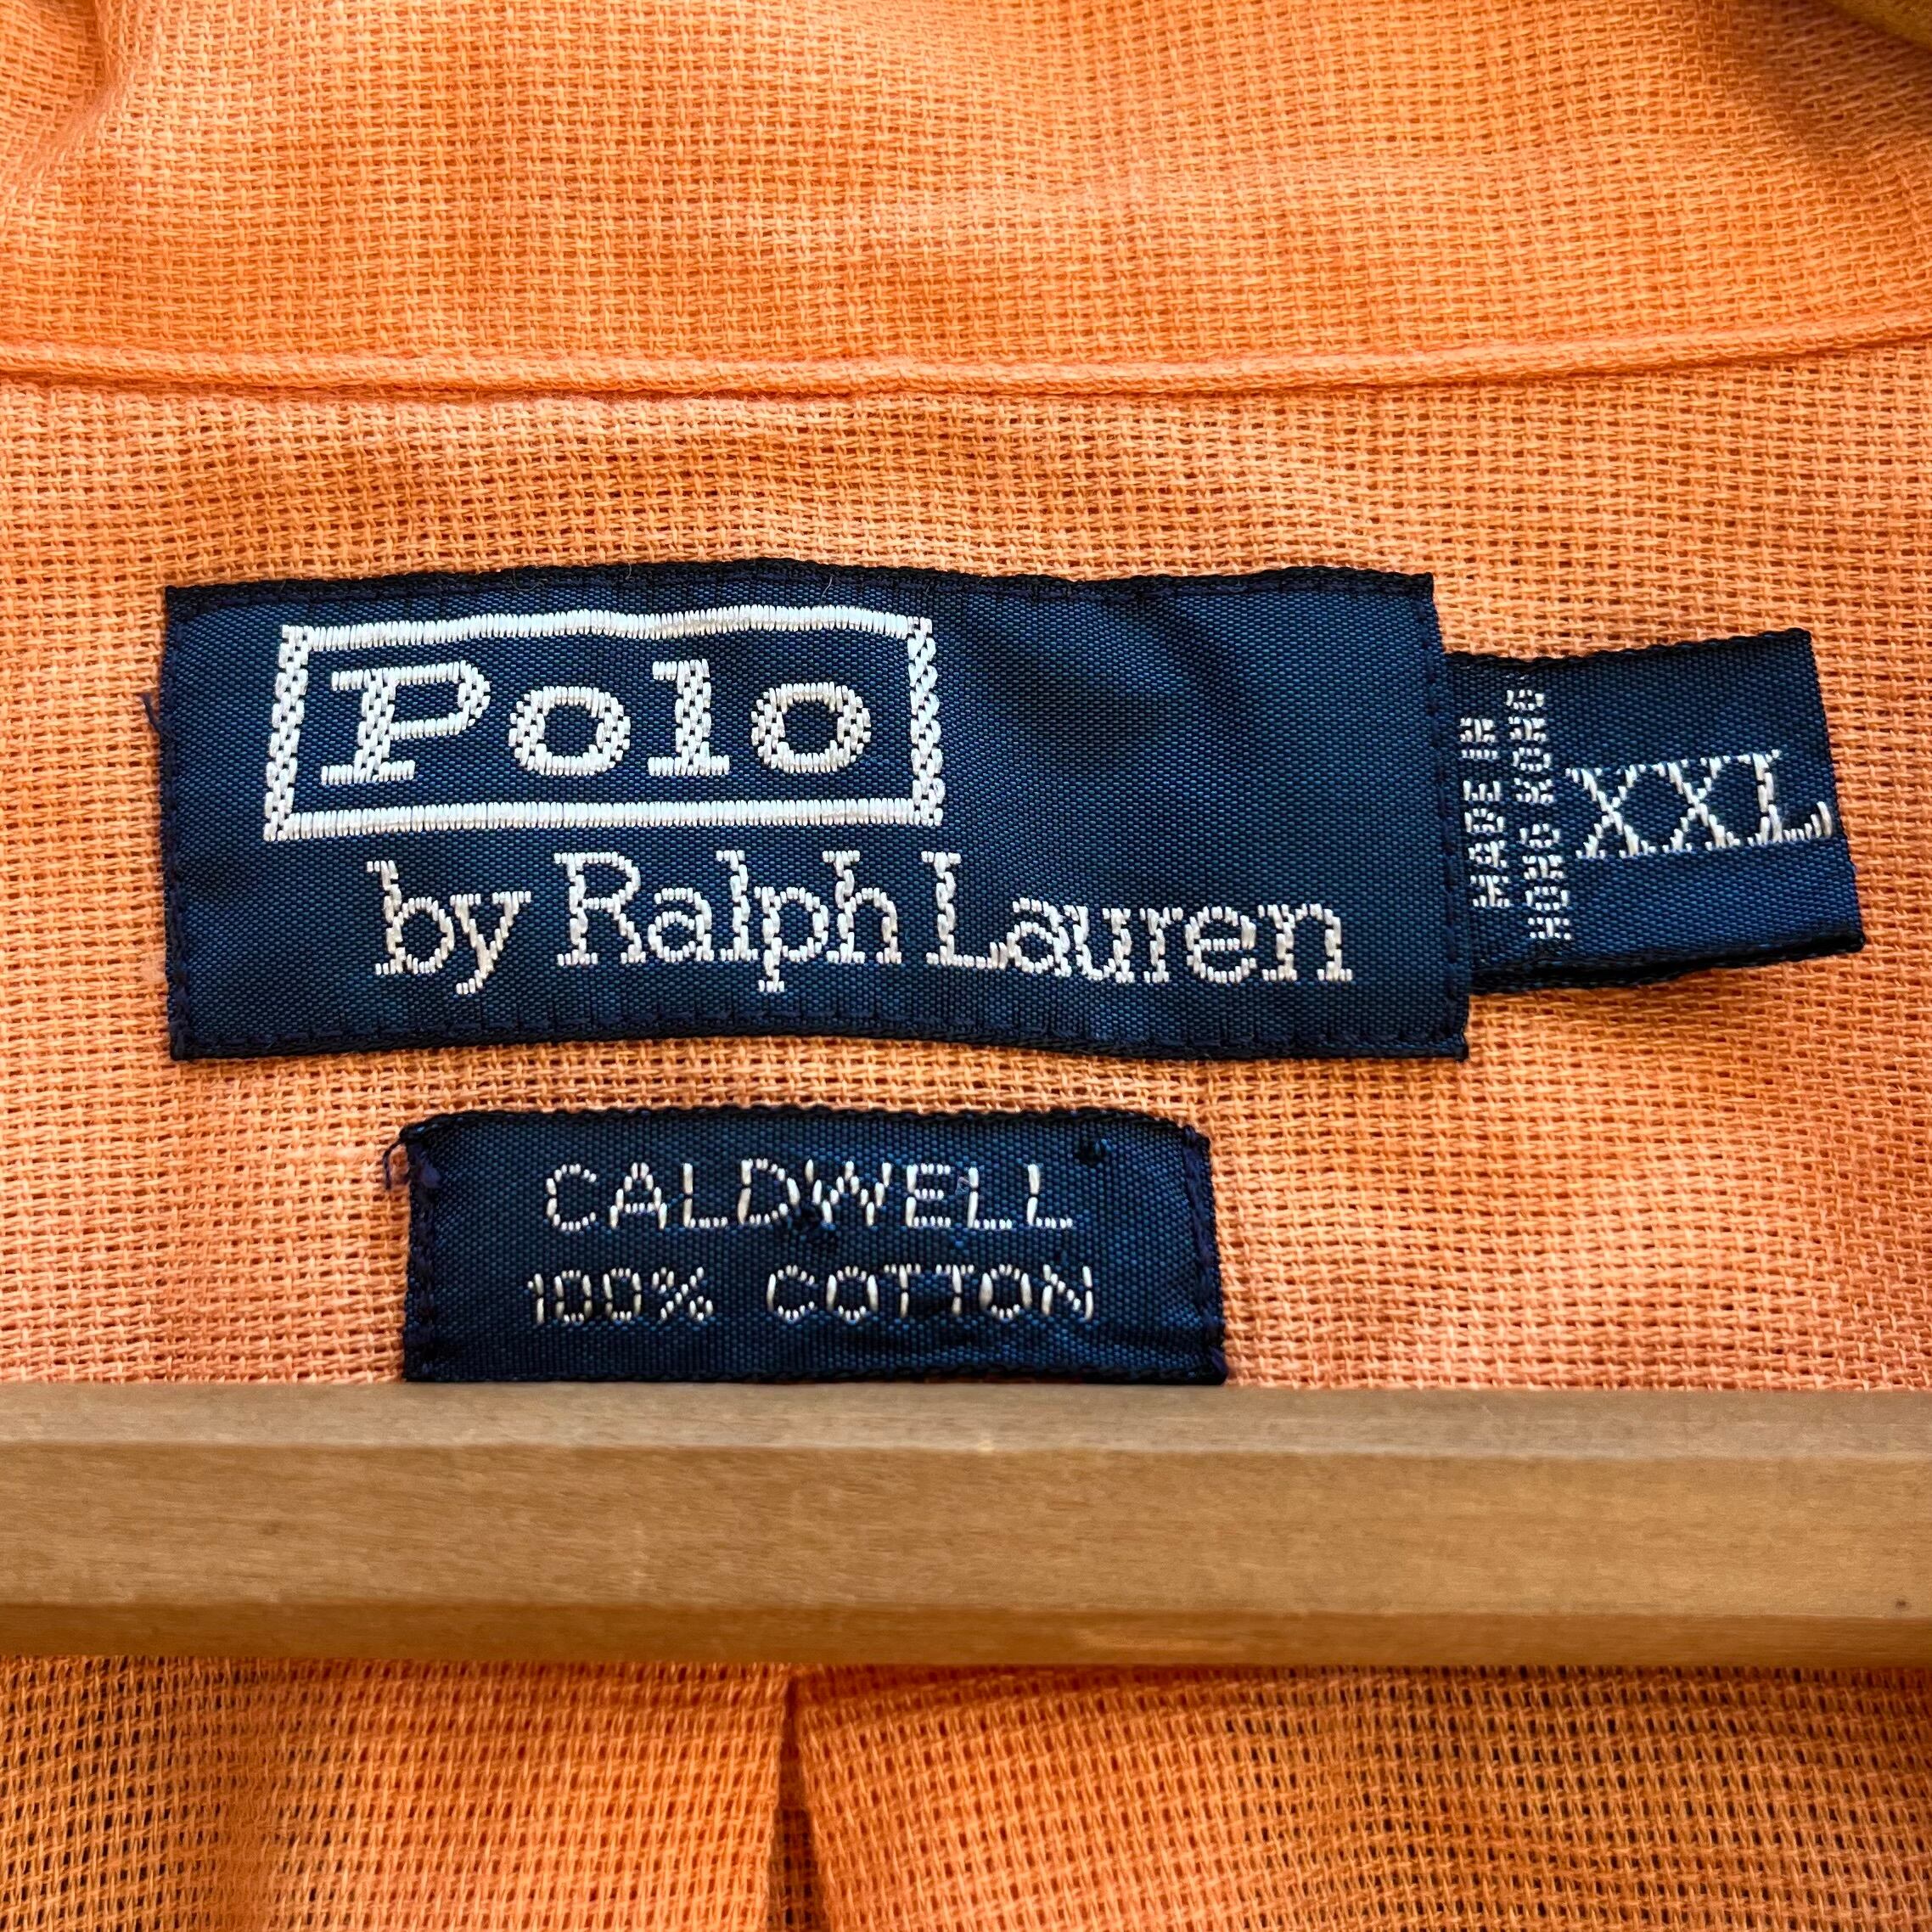 Polo
by Ralph Lauren
MADE IN
HONG KONG
XXL
CALDWELL
100% COTTON